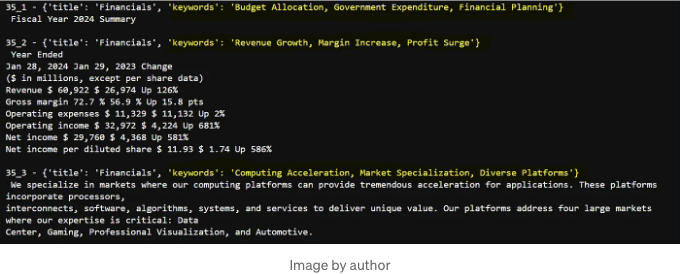 35_1 - {'title': 'Financials', 'keywords': 'Budget Allocation, Government Expenditure, Financial Planning'}
Fiscal Year 2024 Summary
35_2 - {'title': 'Financials', 'keywords': 'Revenue Growth, Margin Increase, Profit Surge'}
Year Ended
Jan 28, 2024 Jan 29, 2023 Change
($ in millions, except per share data)
Revenue $ 60,922 $ 26,974 Up 126%
Gross margin 72.7 % 56.9 % Up 15.8 pts
Operating expenses $ 11,329 $ 11,132 Up 2%
Operating income $ 32,972 $ 4,224 Up 681%
Net income $ 29,760 $ 4,368 Up 581%
Net income per diluted share $ 11.93 $ 1.74 Up 586%
35_3 - {'title': 'Financials', 'keywords': 'Computing Acceleration, Market Specialization, Diverse Platforms'}
We specialize in markets where our computing platforms can provide tremendous acceleration for applications. These platforms
incorporate processors,
interconnects, software, algorithms, systems, and services to deliver unique value. Our platforms address four large markets
where our expertise is critical: Data
Center, Gaming, Professional Visualization, and Automotive.
Image by author